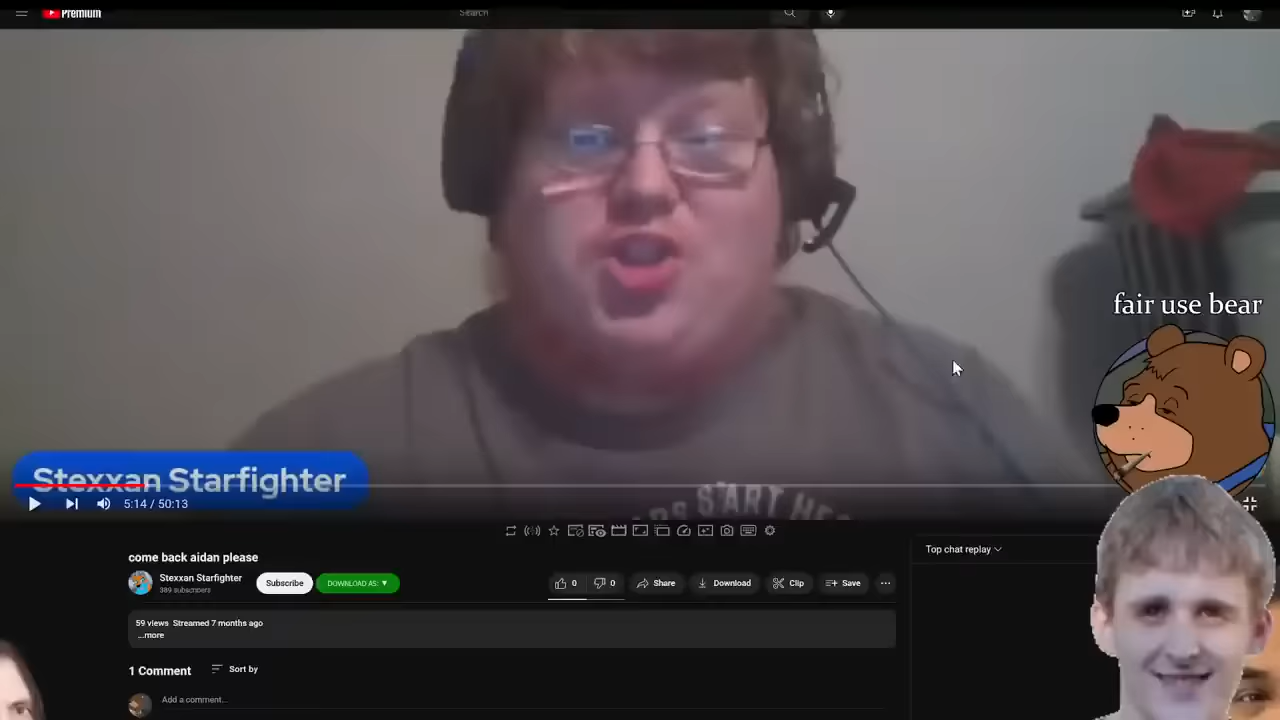 Premium
Search
fair use bear
Stexxan Starfighter
START HE
5:14 / 50:13
come back aidan please
Top chat replay
Stexxan Starfighter
389 subscribers
Subscribe
DOWNLOAD AS: ▼
0
0
Share
Download
Clip
Save
59 views Streamed 7 months ago
...more
1 Comment
Sort by
Add a comment...